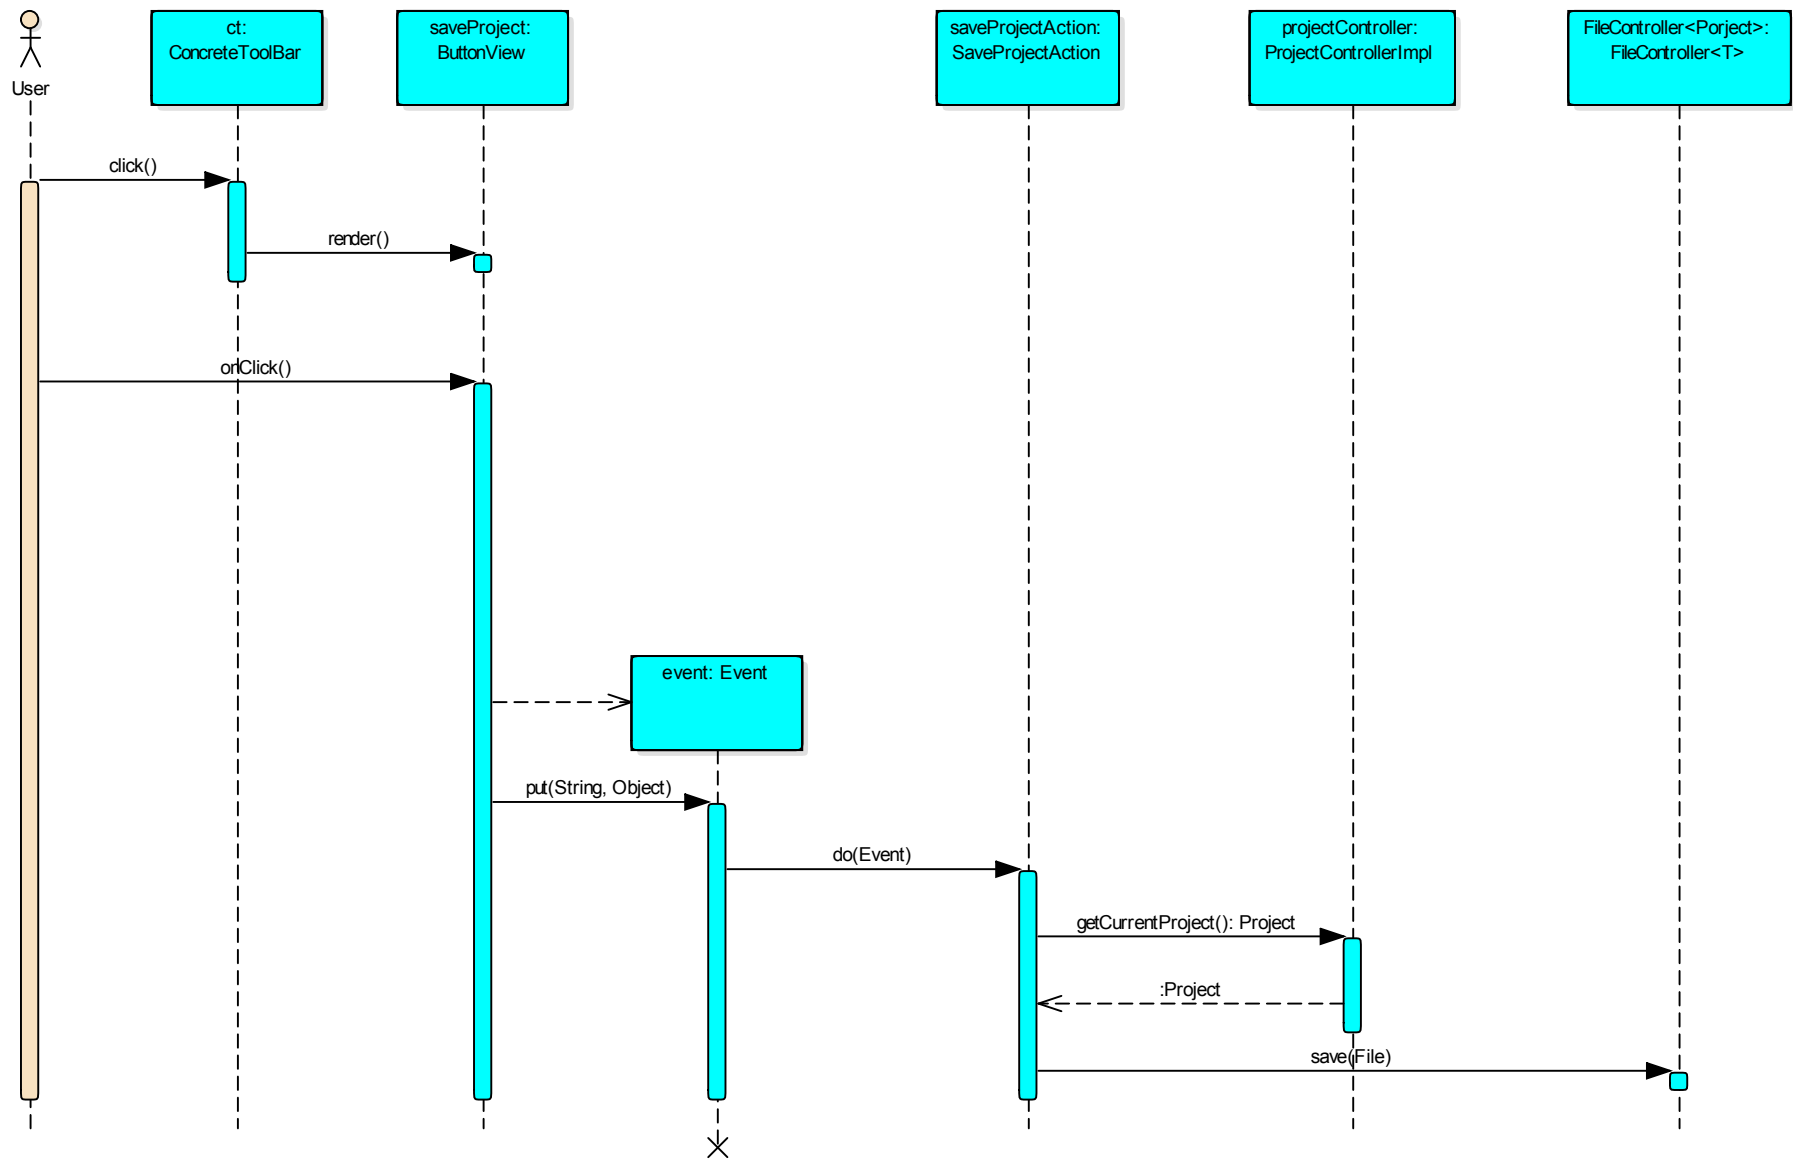 User
ct:
ConcreteToolBar
saveProject:
ButtonView
saveProjectAction:
SaveProjectAction
projectController:
ProjectControllerImpl
FileController<Porject>:
FileController<T>
click()
render()
onClick()
event: Event
put(String, Object)
do(Event)
getCurrentProject(): Project
:Project
save(File)